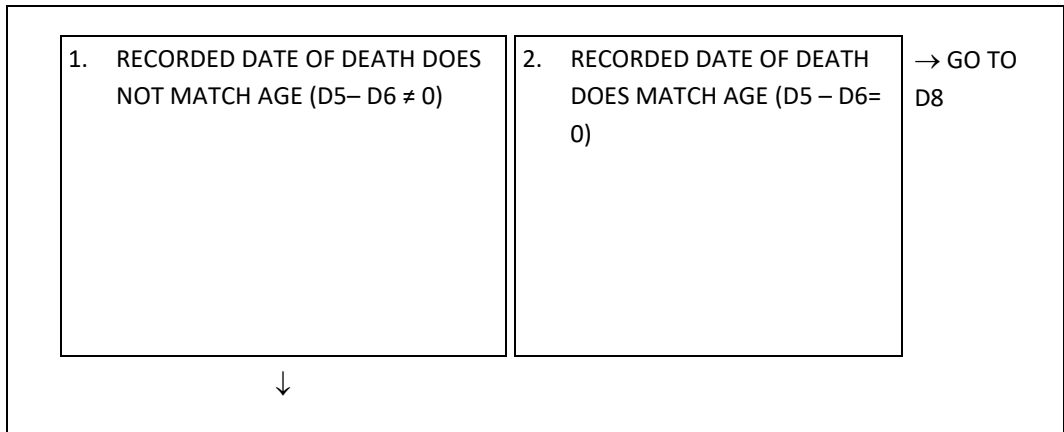 1. RECORDED DATE OF DEATH DOES
NOT MATCH AGE (D5– D6 ≠ 0)
2. RECORDED DATE OF DEATH
DOES MATCH AGE (D5 – D6=
0)
→ GO TO
D8
↓